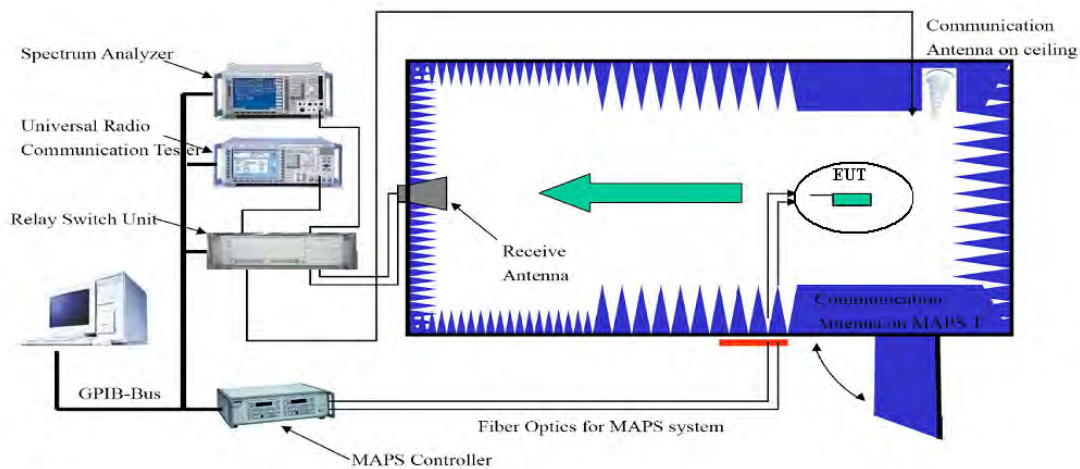 Communication
Antenna on ceiling
Spectrum Analyzer
Universal Radio
Communication Tester
EUT
Relay Switch Unit
Receive
Antenna
Communication
Antenna on MAPS T
GPIB-Bus
Fiber Optics for MAPS system
MAPS Controller